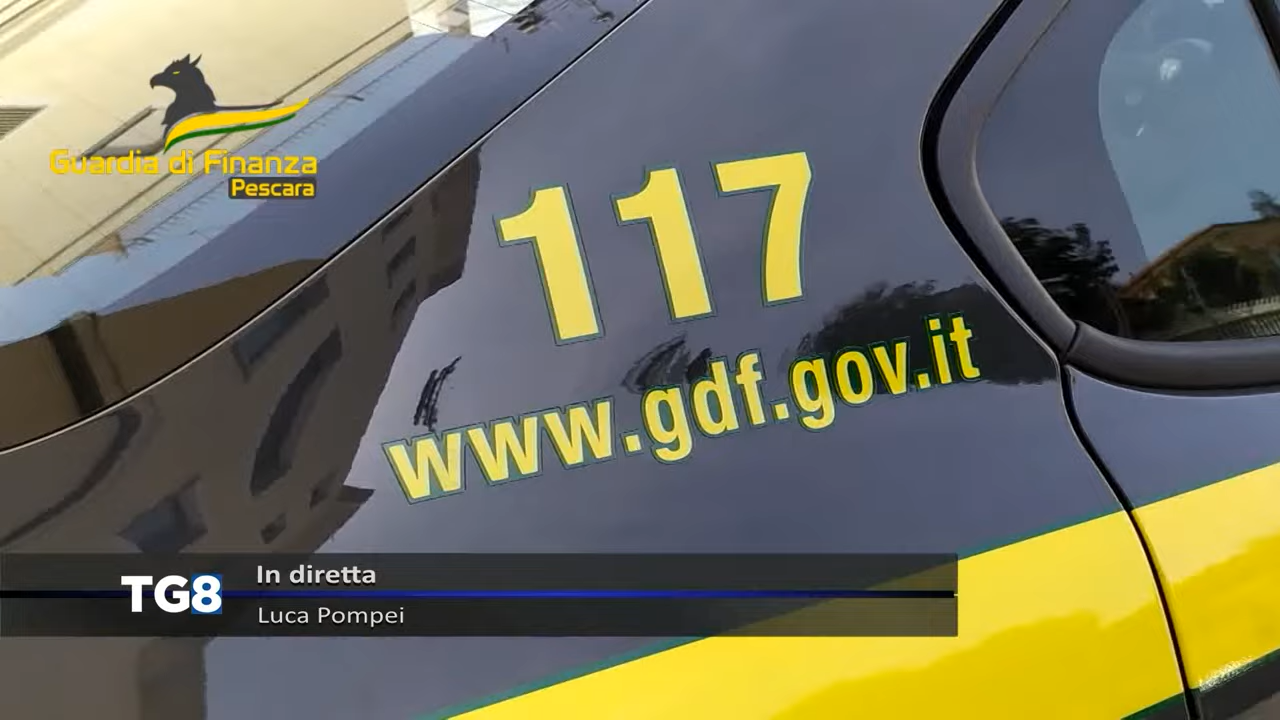 Guardia di Finanza
Pescara
117
www.gdf.gov.it
TG8
In diretta
Luca Pompei